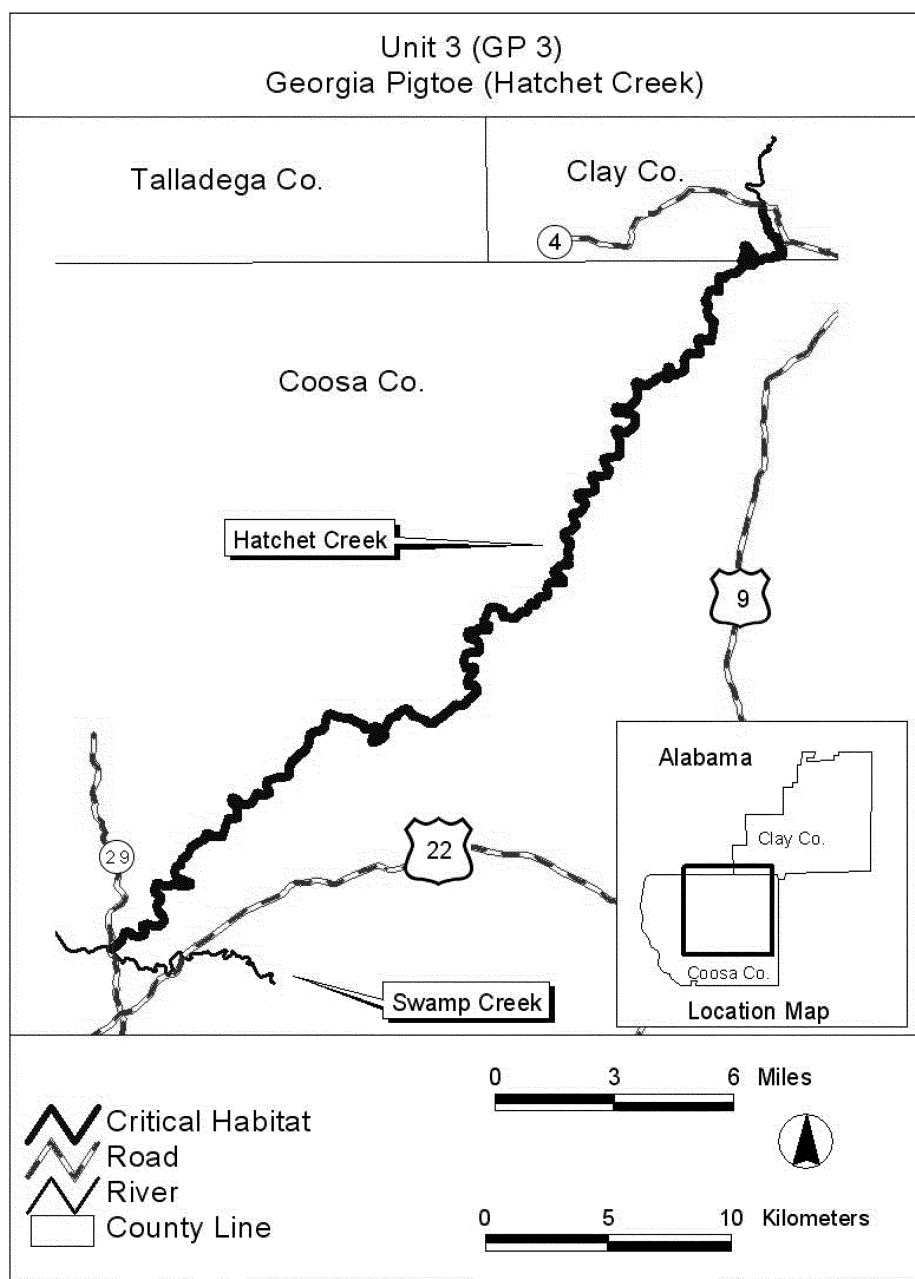 Unit 3 (GP 3)
Georgia Pigtoe (Hatchet Creek)
Talladega Co.
Clay Co.
4
Coosa Co.
Hatchet Creek
9
Alabama
Clay Co.
22
29
Coosa Co.
Swamp Creek
Location Map
0 3 6 Miles
Critical Habitat
Road
River
County Line
0 5 10 Kilometers